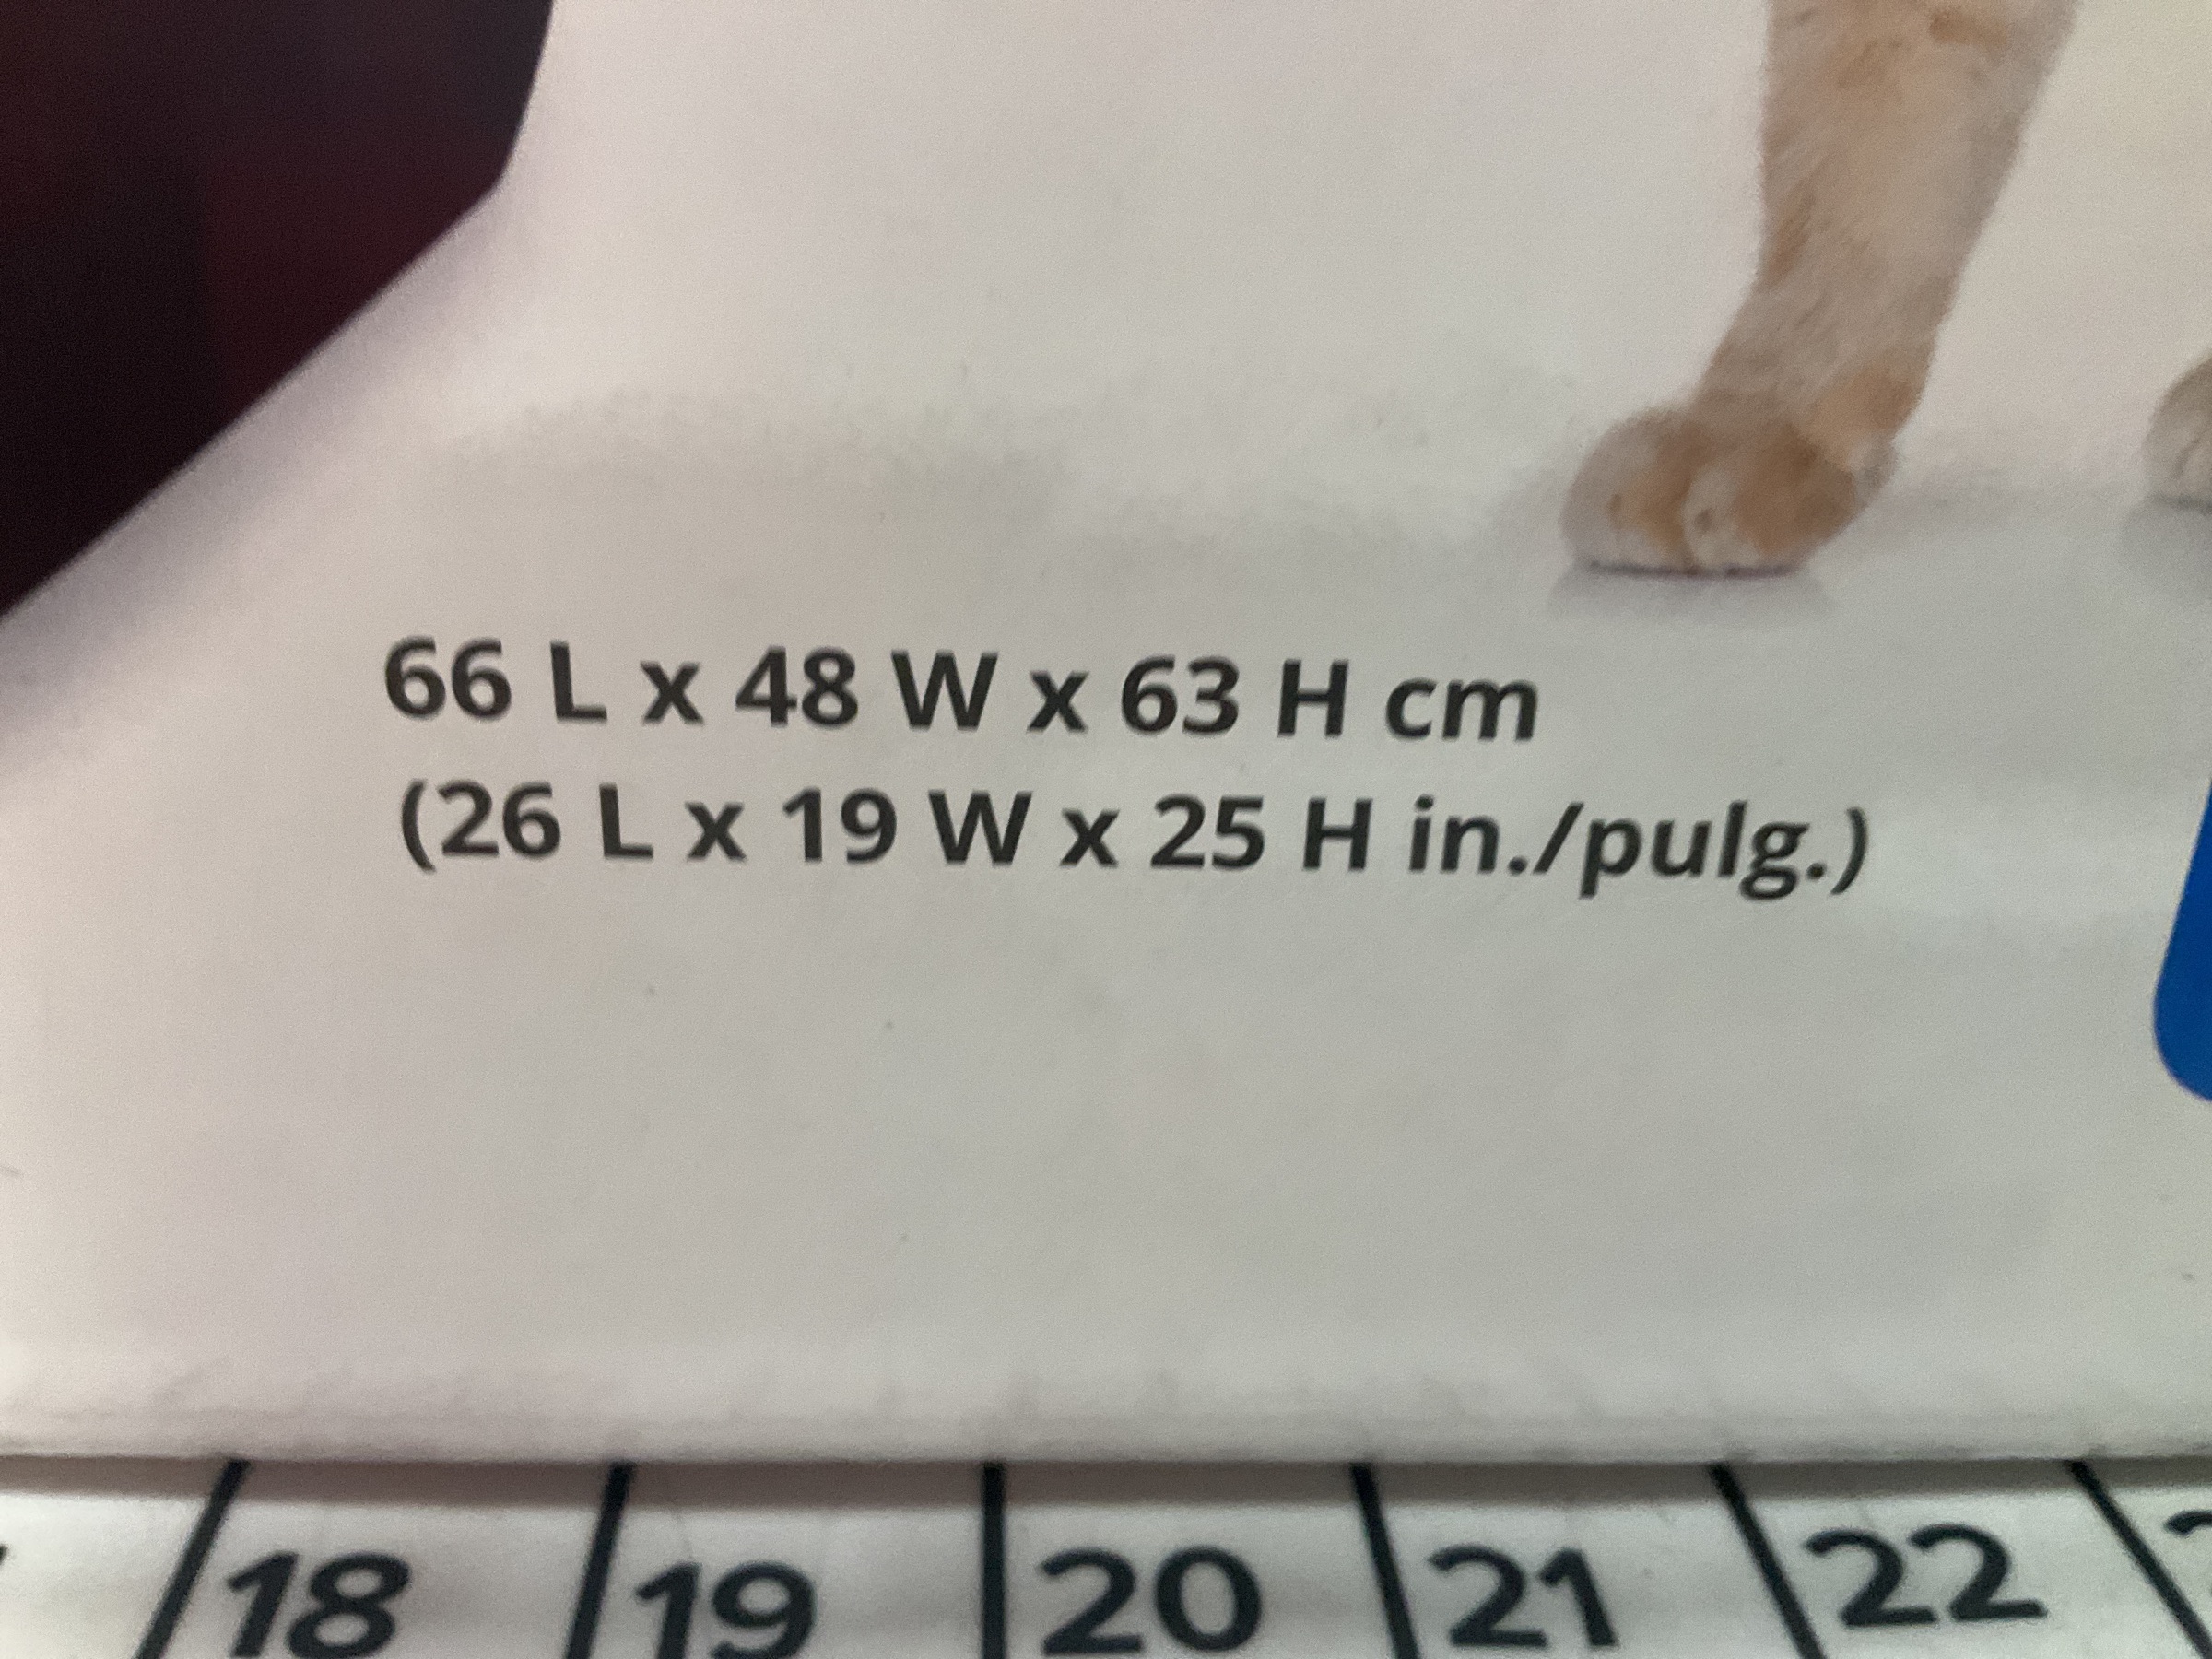 66 L x 48 W x 63 H cm
(26 L x 19 W x 25 H in./pulg.)
18 19 20 21 22